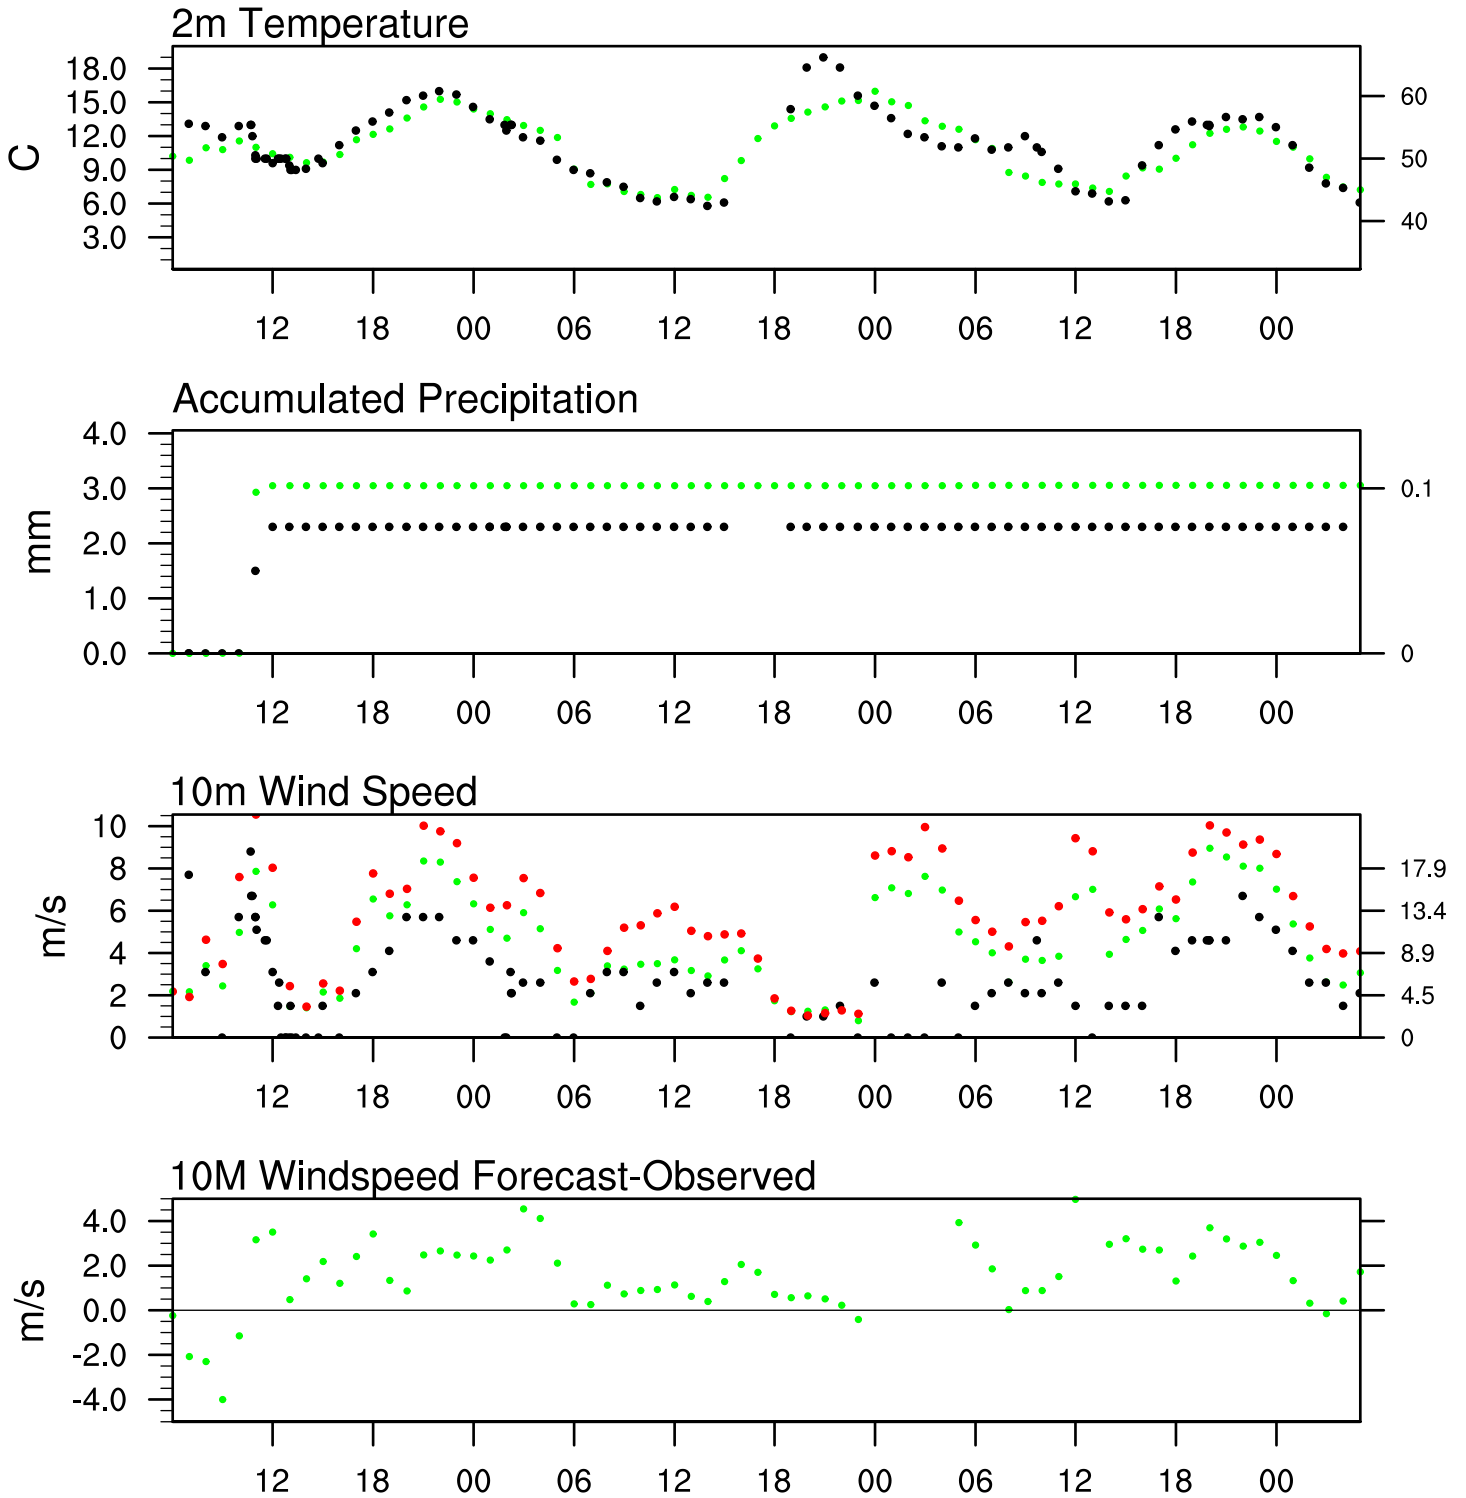 2m Temperature
18.0
15.0
12.0
9.0
6.0
3.0
C
60
50
40
12 18 00 06 12 18 00 06 12 18 00
Accumulated Precipitation
4.0
3.0
2.0
1.0
0.0
mm
0.1
0
12 18 00 06 12 18 00 06 12 18 00
10m Wind Speed
10
8
6
4
2
0
m/s
17.9
13.4
8.9
4.5
0
12 18 00 06 12 18 00 06 12 18 00
10M Windspeed Forecast-Observed
4.0
2.0
0.0
-2.0
-4.0
m/s
12 18 00 06 12 18 00 06 12 18 00